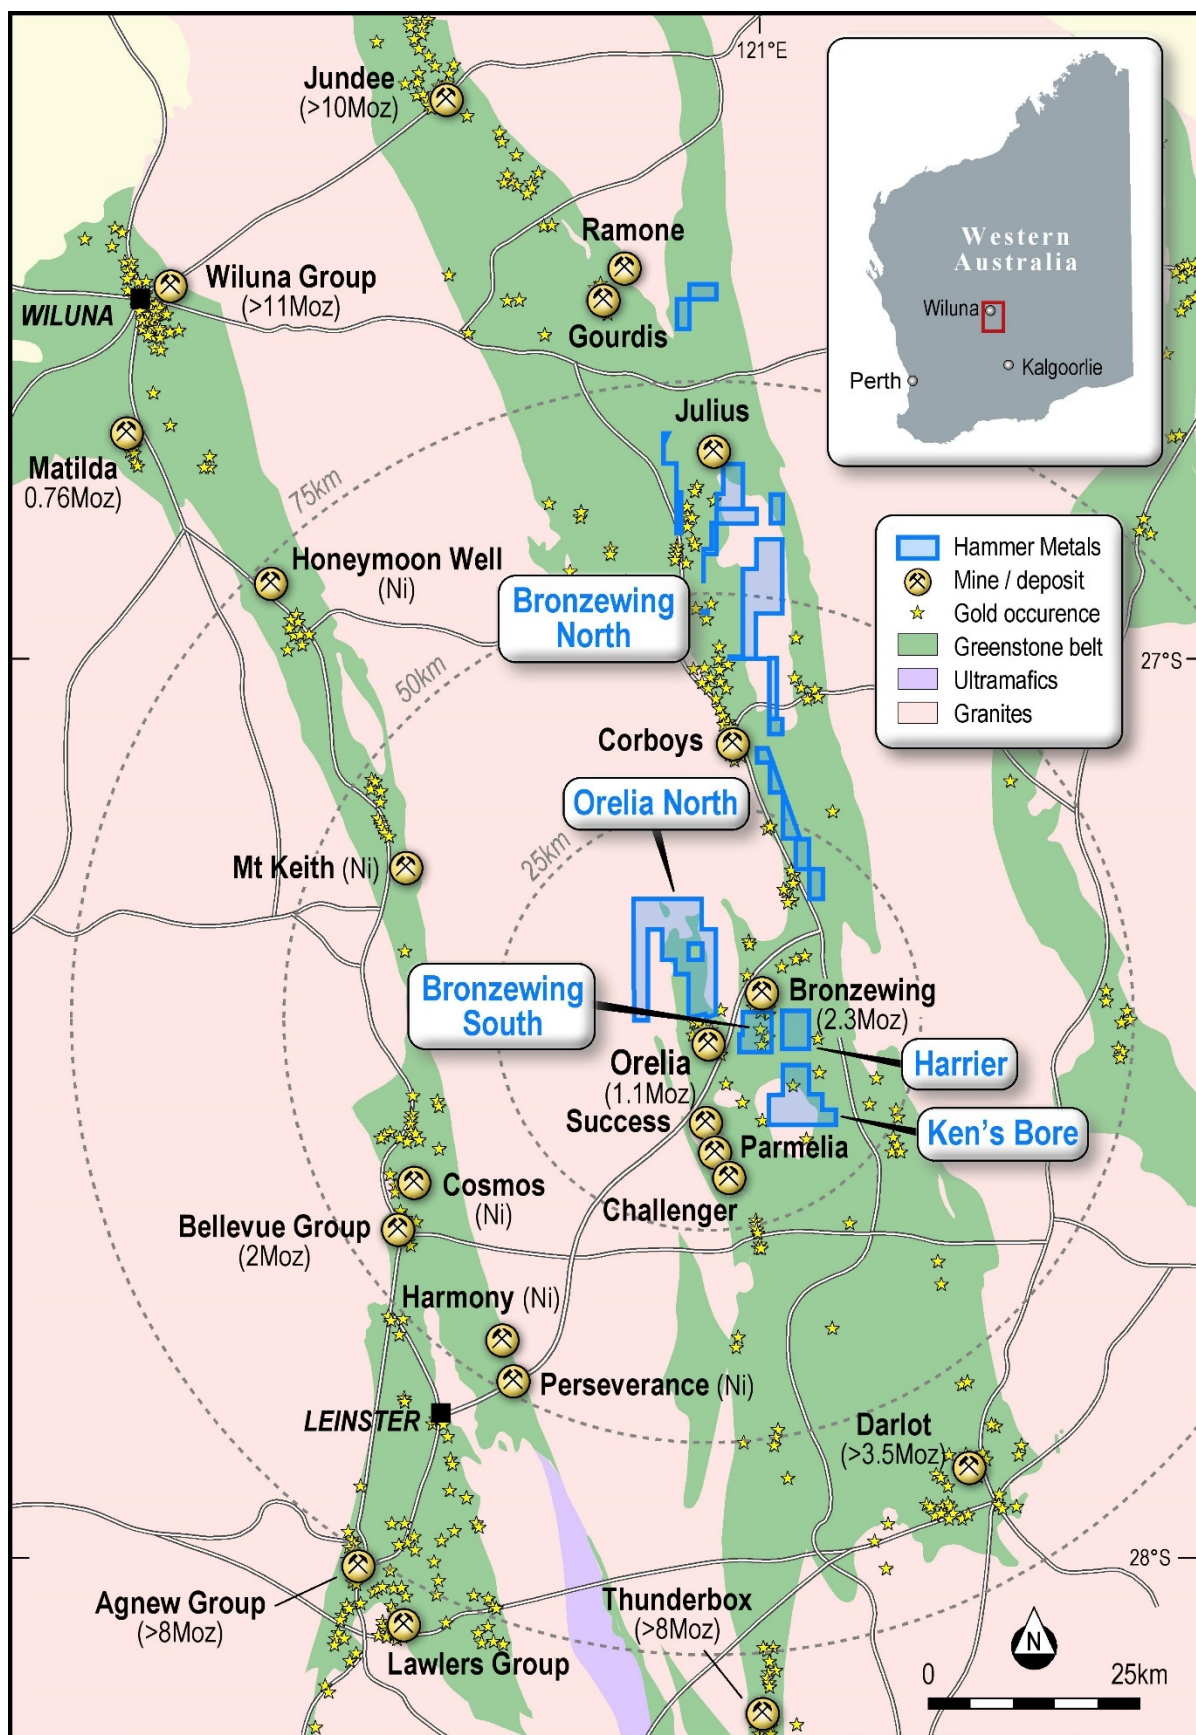 121°E
Jundee
(>10Moz)
Ramone
Wiluna Group
(>11Moz)
WILUNA
Gourdis
Western
Australia
Wiluna
Kalgoorlie
Perth
Julius
Matilda
0.76Moz)
75km
Honeymoon Well
(Ni)
Hammer Metals
Mine / deposit
Gold occurence
Greenstone belt
Ultramafics
Granites
27°S
Bronzewing
North
50km
Corboys
Orelia North
25km
Mt Keith (Ni)
Bronzewing
South
Bronzewing
(2.3Moz)
Orelia
(1.1Moz)
Harrier
Success
Ken's Bore
Parmelia
Cosmos
(Ni)
Challenger
Bellevue Group
(2Moz)
Harmony (Ni)
Perseverance (Ni)
LEINSTER
Darlot
(>3.5Moz)
28°S
Agnew Group
(>8Moz)
Thunderbox
(>8Moz)
Lawlers Group
N
0 25km